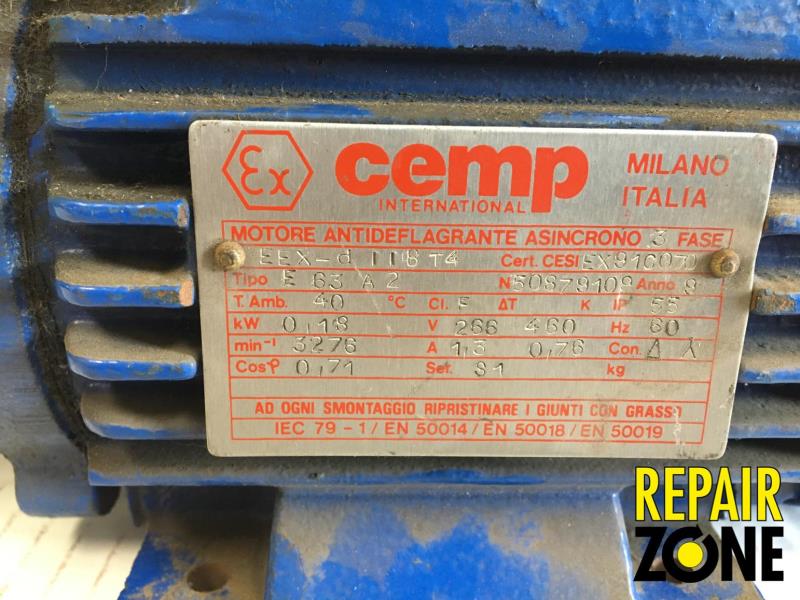 Ex cemp MILANO
INTERNATIONAL ITALIA
MOTORE ANTIDEFLAGRANTE ASINCRONO 3 FASE
EEX-d IIB T4 Cert. CESI EX91C070
Tipo E 63 A 2 N 50879109 Anno 8
T. Amb. 40 °C Cl. F ΔT K IP 55
kW 0,18 V 266 460 Hz 60
min⁻¹ 3276 A 1,3 0,76 Con. Δ Y
Cosφ 0,71 Set. S1 kg
AD OGNI SMONTAGGIO RIPRISTINARE I GIUNTI CON GRASSO
IEC 79 - 1 / EN 50014 / EN 50018 / EN 50019
REPAIR
ZONE